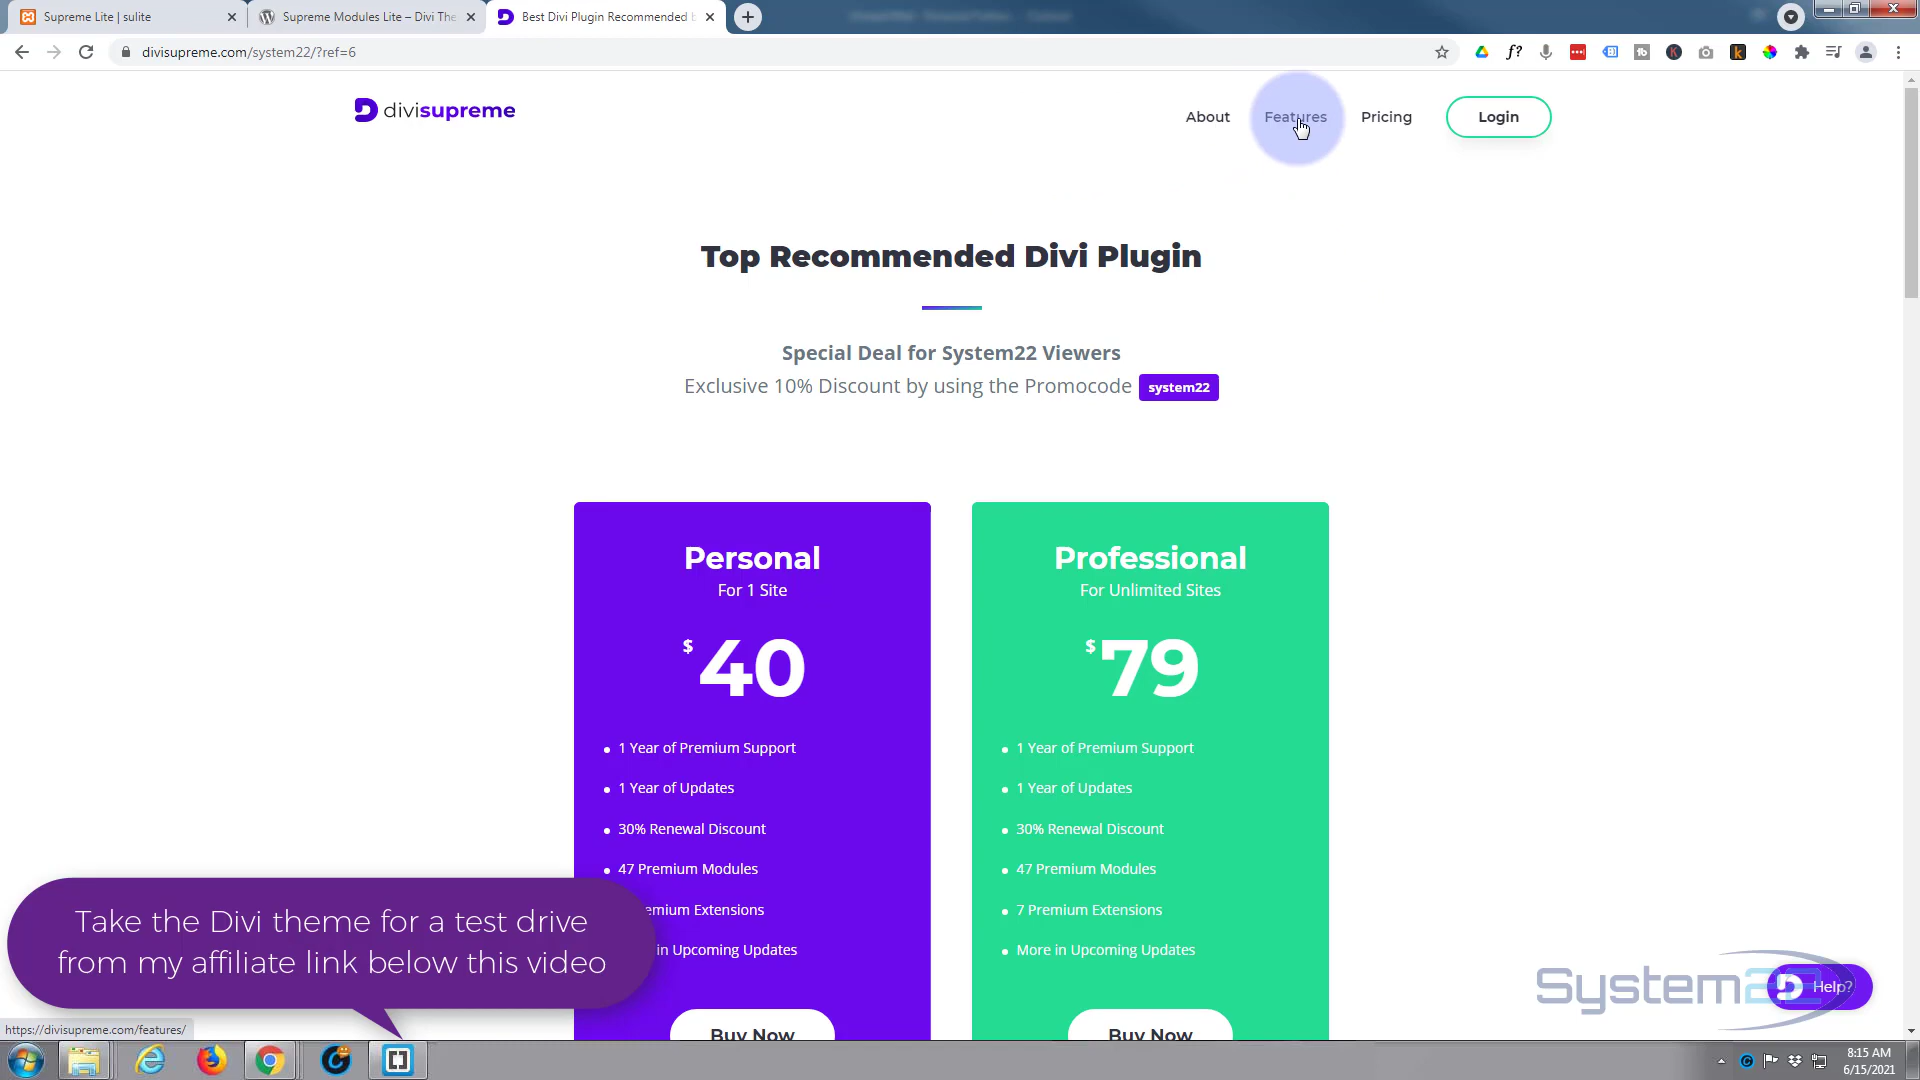 Supreme Lite | sulite
Supreme Modules Lite – Divi The
Best Divi Plugin Recommended b
divisupreme.com/system22/?ref=6
divisupreme
About
Features
Pricing
Login
Top Recommended Divi Plugin
Special Deal for System22 Viewers
Exclusive 10% Discount by using the Promocode system22
Personal
For 1 Site
$40
1 Year of Premium Support
1 Year of Updates
30% Renewal Discount
47 Premium Modules
emium Extensions
in Upcoming Updates
Buy Now
Professional
For Unlimited Sites
$79
1 Year of Premium Support
1 Year of Updates
30% Renewal Discount
47 Premium Modules
7 Premium Extensions
More in Upcoming Updates
Buy Now
Take the Divi theme for a test drive
from my affiliate link below this video
System22
Help?
https://divisupreme.com/features/
8:15 AM
6/15/2021